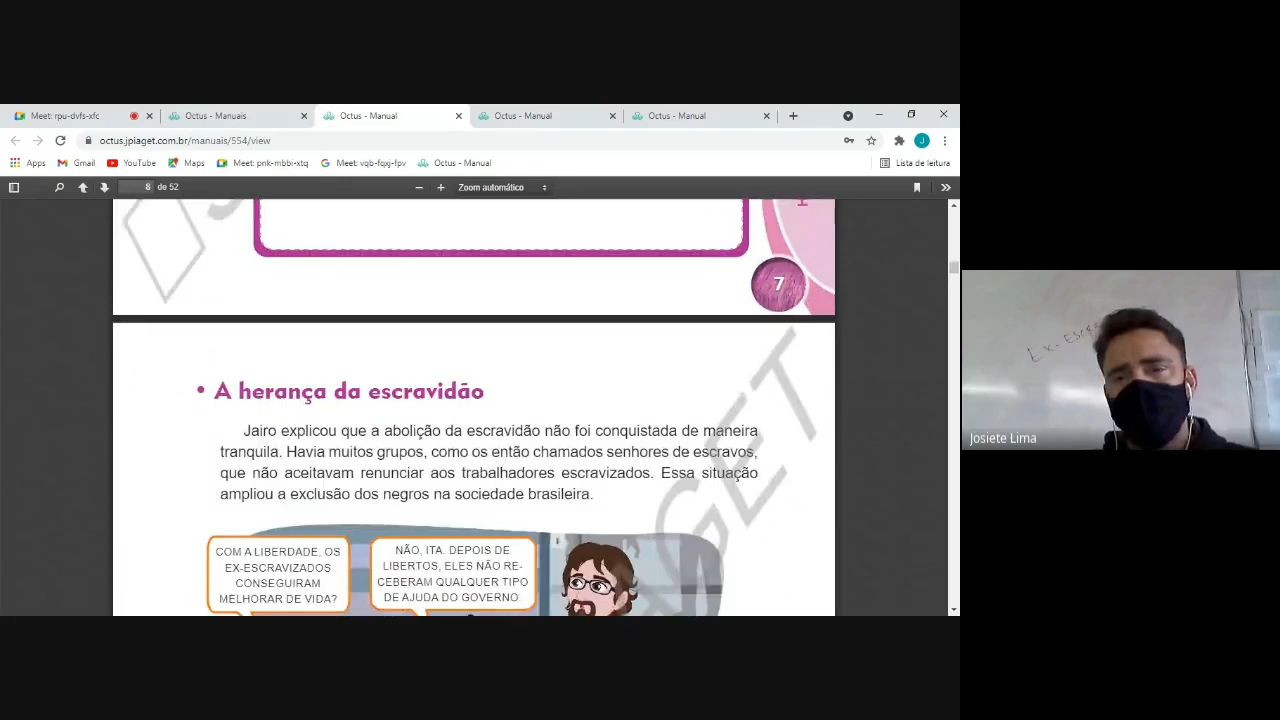 Meet: rpu-dvfs-xfc
Octus - Manuais
Octus - Manual
Octus - Manual
Octus - Manual
octus.jpiaget.com.br/manuais/554/view
Apps
Gmail
YouTube
Maps
Meet: pnk-mbbi-xtq
Meet: vqb-fqxj-fpv
Octus - Manual
Lista de leitura
8 de 52
Zoom automático
7
• A herança da escravidão
Jairo explicou que a abolição da escravidão não foi conquistada de maneira
tranquila. Havia muitos grupos, como os então chamados senhores de escravos,
que não aceitavam renunciar aos trabalhadores escravizados. Essa situação
ampliou a exclusão dos negros na sociedade brasileira.
COM A LIBERDADE, OS
EX-ESCRAVIZADOS
CONSEGUIRAM
MELHORAR DE VIDA?
NÃO, ITA. DEPOIS DE
LIBERTOS, ELES NÃO RE-
CEBERAM QUALQUER TIPO
DE AJUDA DO GOVERNO.
Josiete Lima